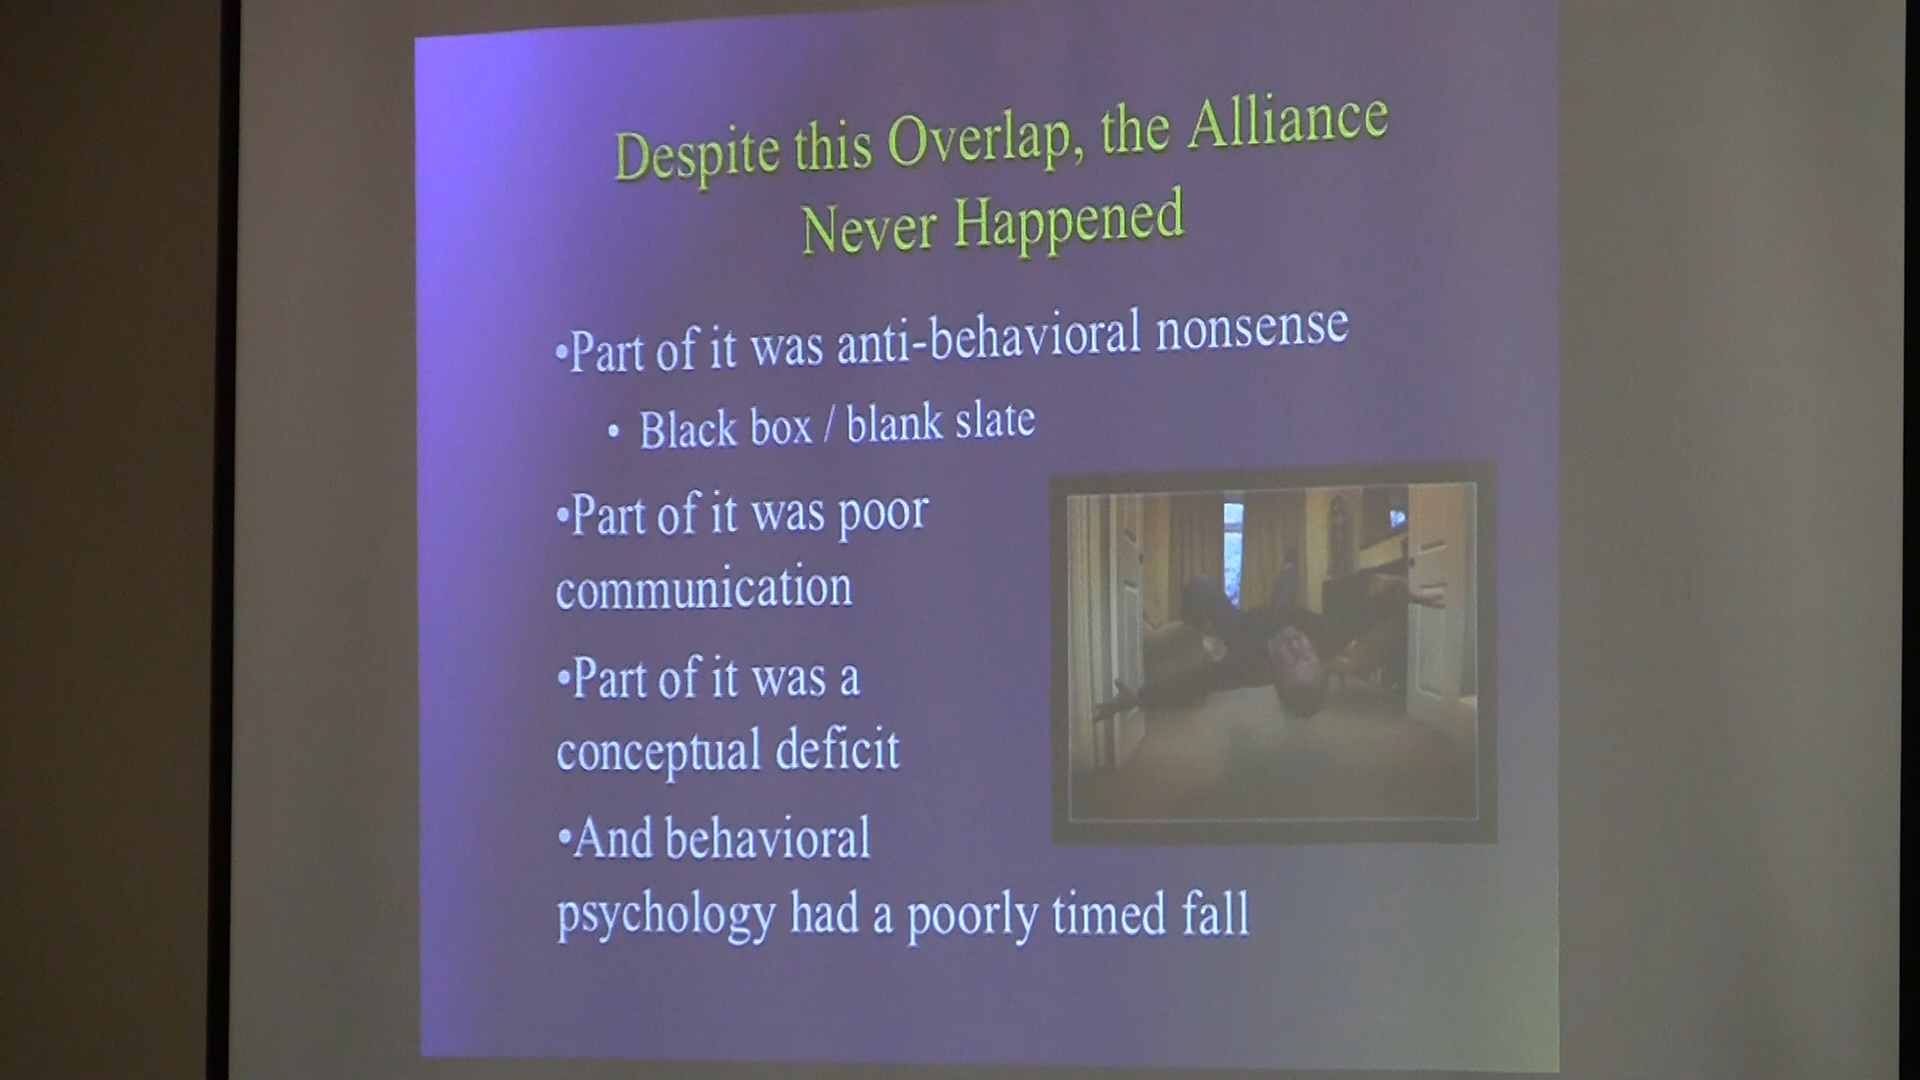 Despite this Overlap, the Alliance
Never Happened
•Part of it was anti-behavioral nonsense
• Black box / blank slate
•Part of it was poor
communication
•Part of it was a
conceptual deficit
•And behavioral
psychology had a poorly timed fall